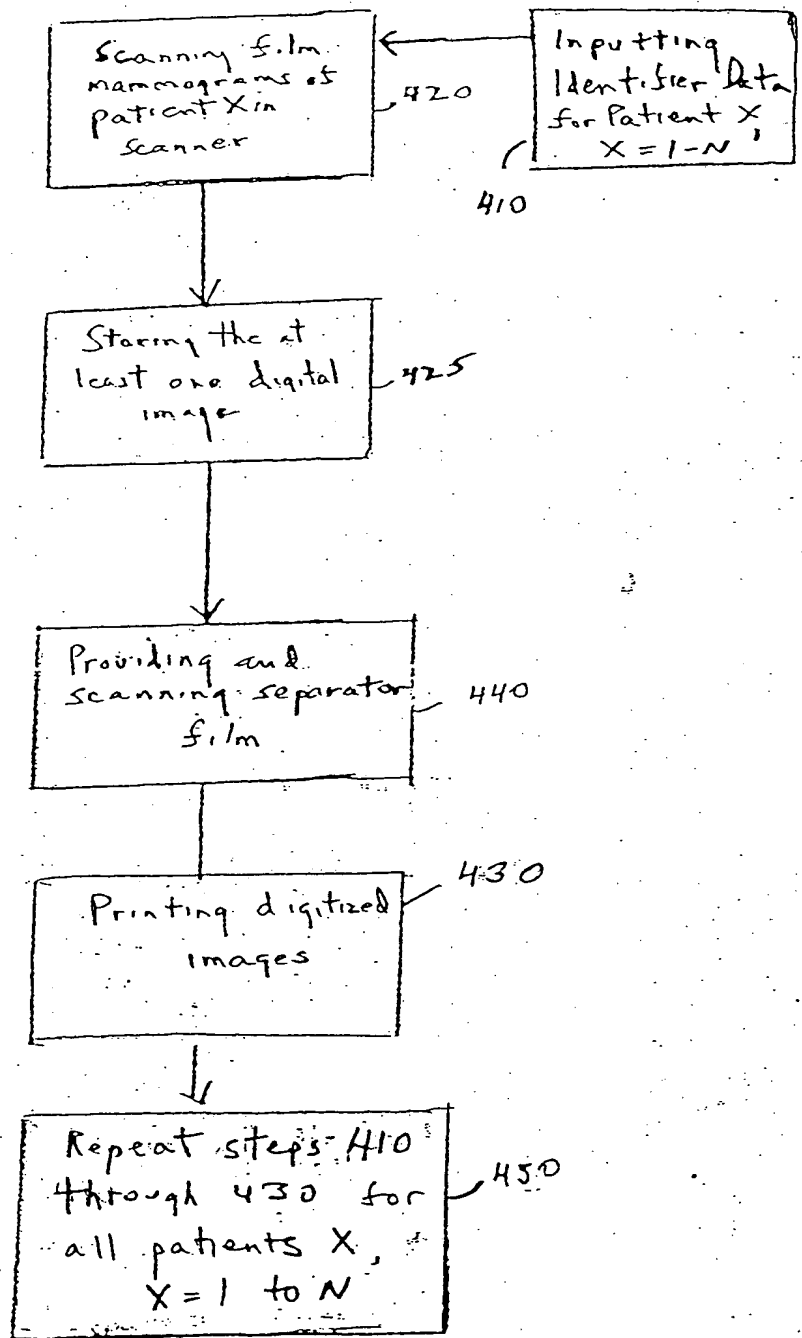 Scanning film
mammograms of
patient X in
scanner
420
Inputting
Identifier Data
for Patient X,
X = 1-N
410
Storing the at
least one digital
image
425
Providing and
scanning separator
film
440
Printing digitized
images
430
Repeat steps 410
through 430 for
all patients X,
X = 1 to N
450